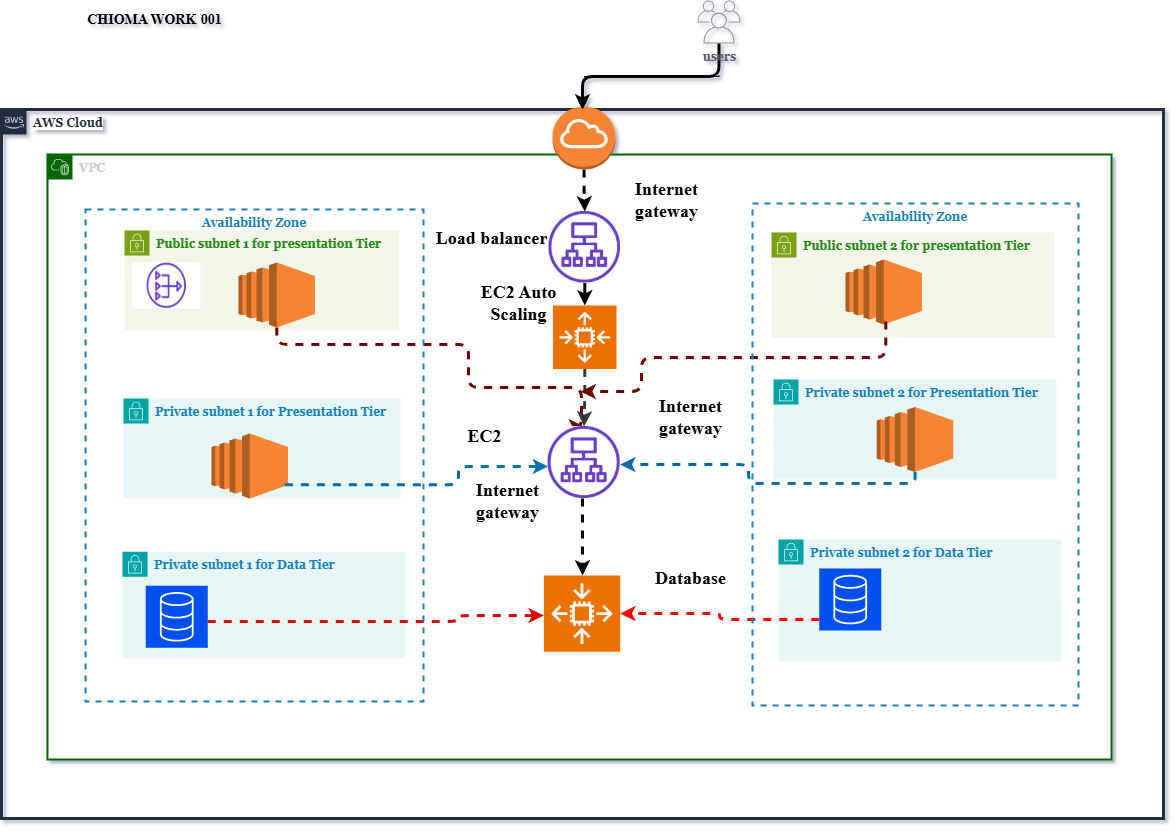 CHIOMA WORK 001
users
aws
AWS Cloud
VPC
Internet
gateway
Availability Zone
Availability Zone
Public subnet 1 for presentation Tier
Load balancer
Public subnet 2 for presentation Tier
EC2 Auto
Scaling
Private subnet 1 for Presentation Tier
Internet
gateway
Private subnet 2 for Presentation Tier
EC2
Internet
gateway
Private subnet 1 for Data Tier
Database
Private subnet 2 for Data Tier